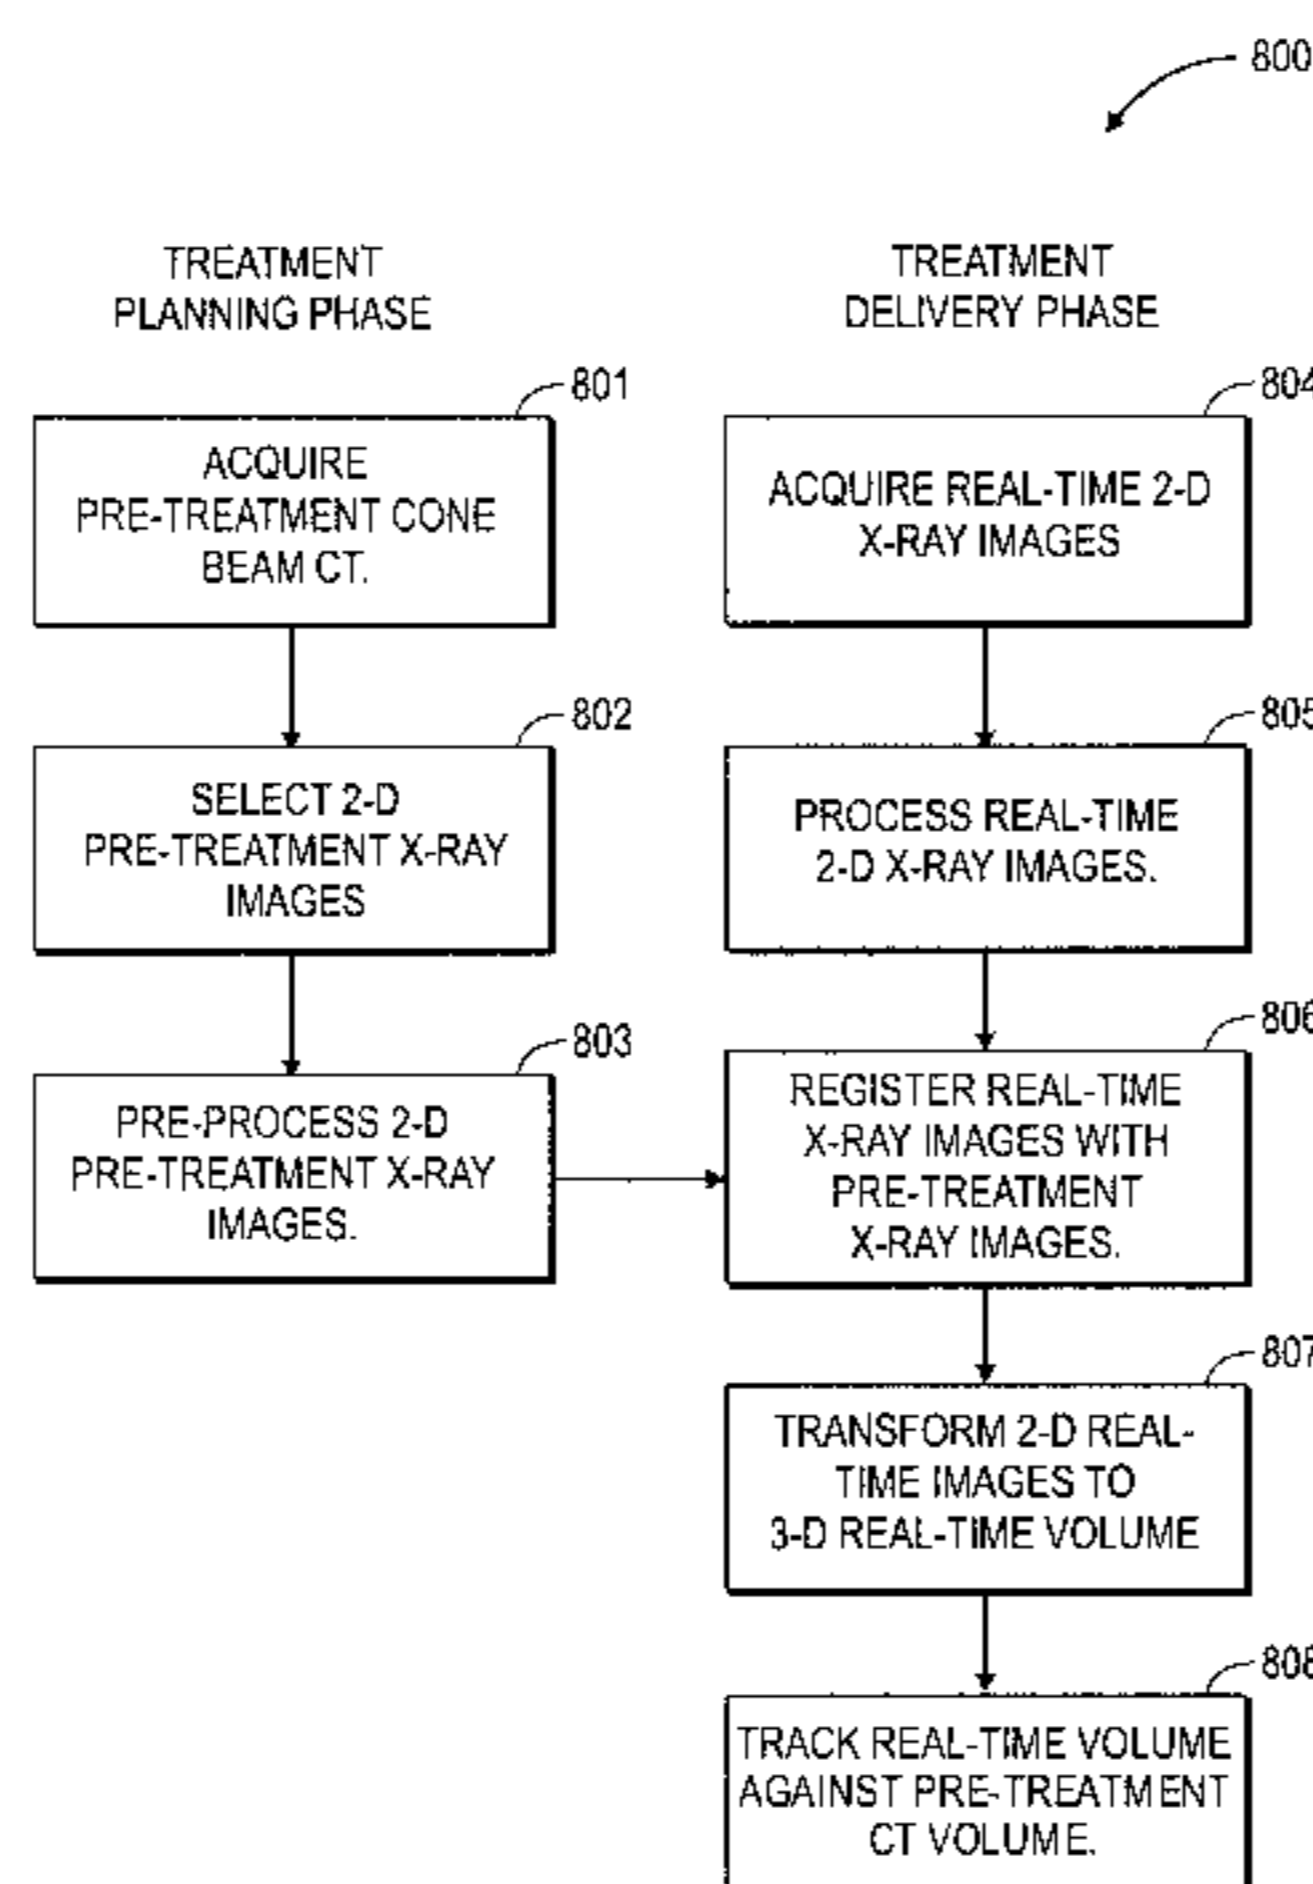 800
TREATMENT
PLANNING PHASE
801
ACQUIRE
PRE-TREATMENT CONE
BEAM CT.
802
SELECT 2-D
PRE-TREATMENT X-RAY
IMAGES
803
PRE-PROCESS 2-D
PRE-TREATMENT X-RAY
IMAGES.
TREATMENT
DELIVERY PHASE
804
ACQUIRE REAL-TIME 2-D
X-RAY IMAGES
805
PROCESS REAL-TIME
2-D X-RAY IMAGES.
806
REGISTER REAL-TIME
X-RAY IMAGES WITH
PRE-TREATMENT
X-RAY IMAGES.
807
TRANSFORM 2-D REAL-
TIME IMAGES TO
3-D REAL-TIME VOLUME
808
TRACK REAL-TIME VOLUME
AGAINST PRE-TREATMENT
CT VOLUME.